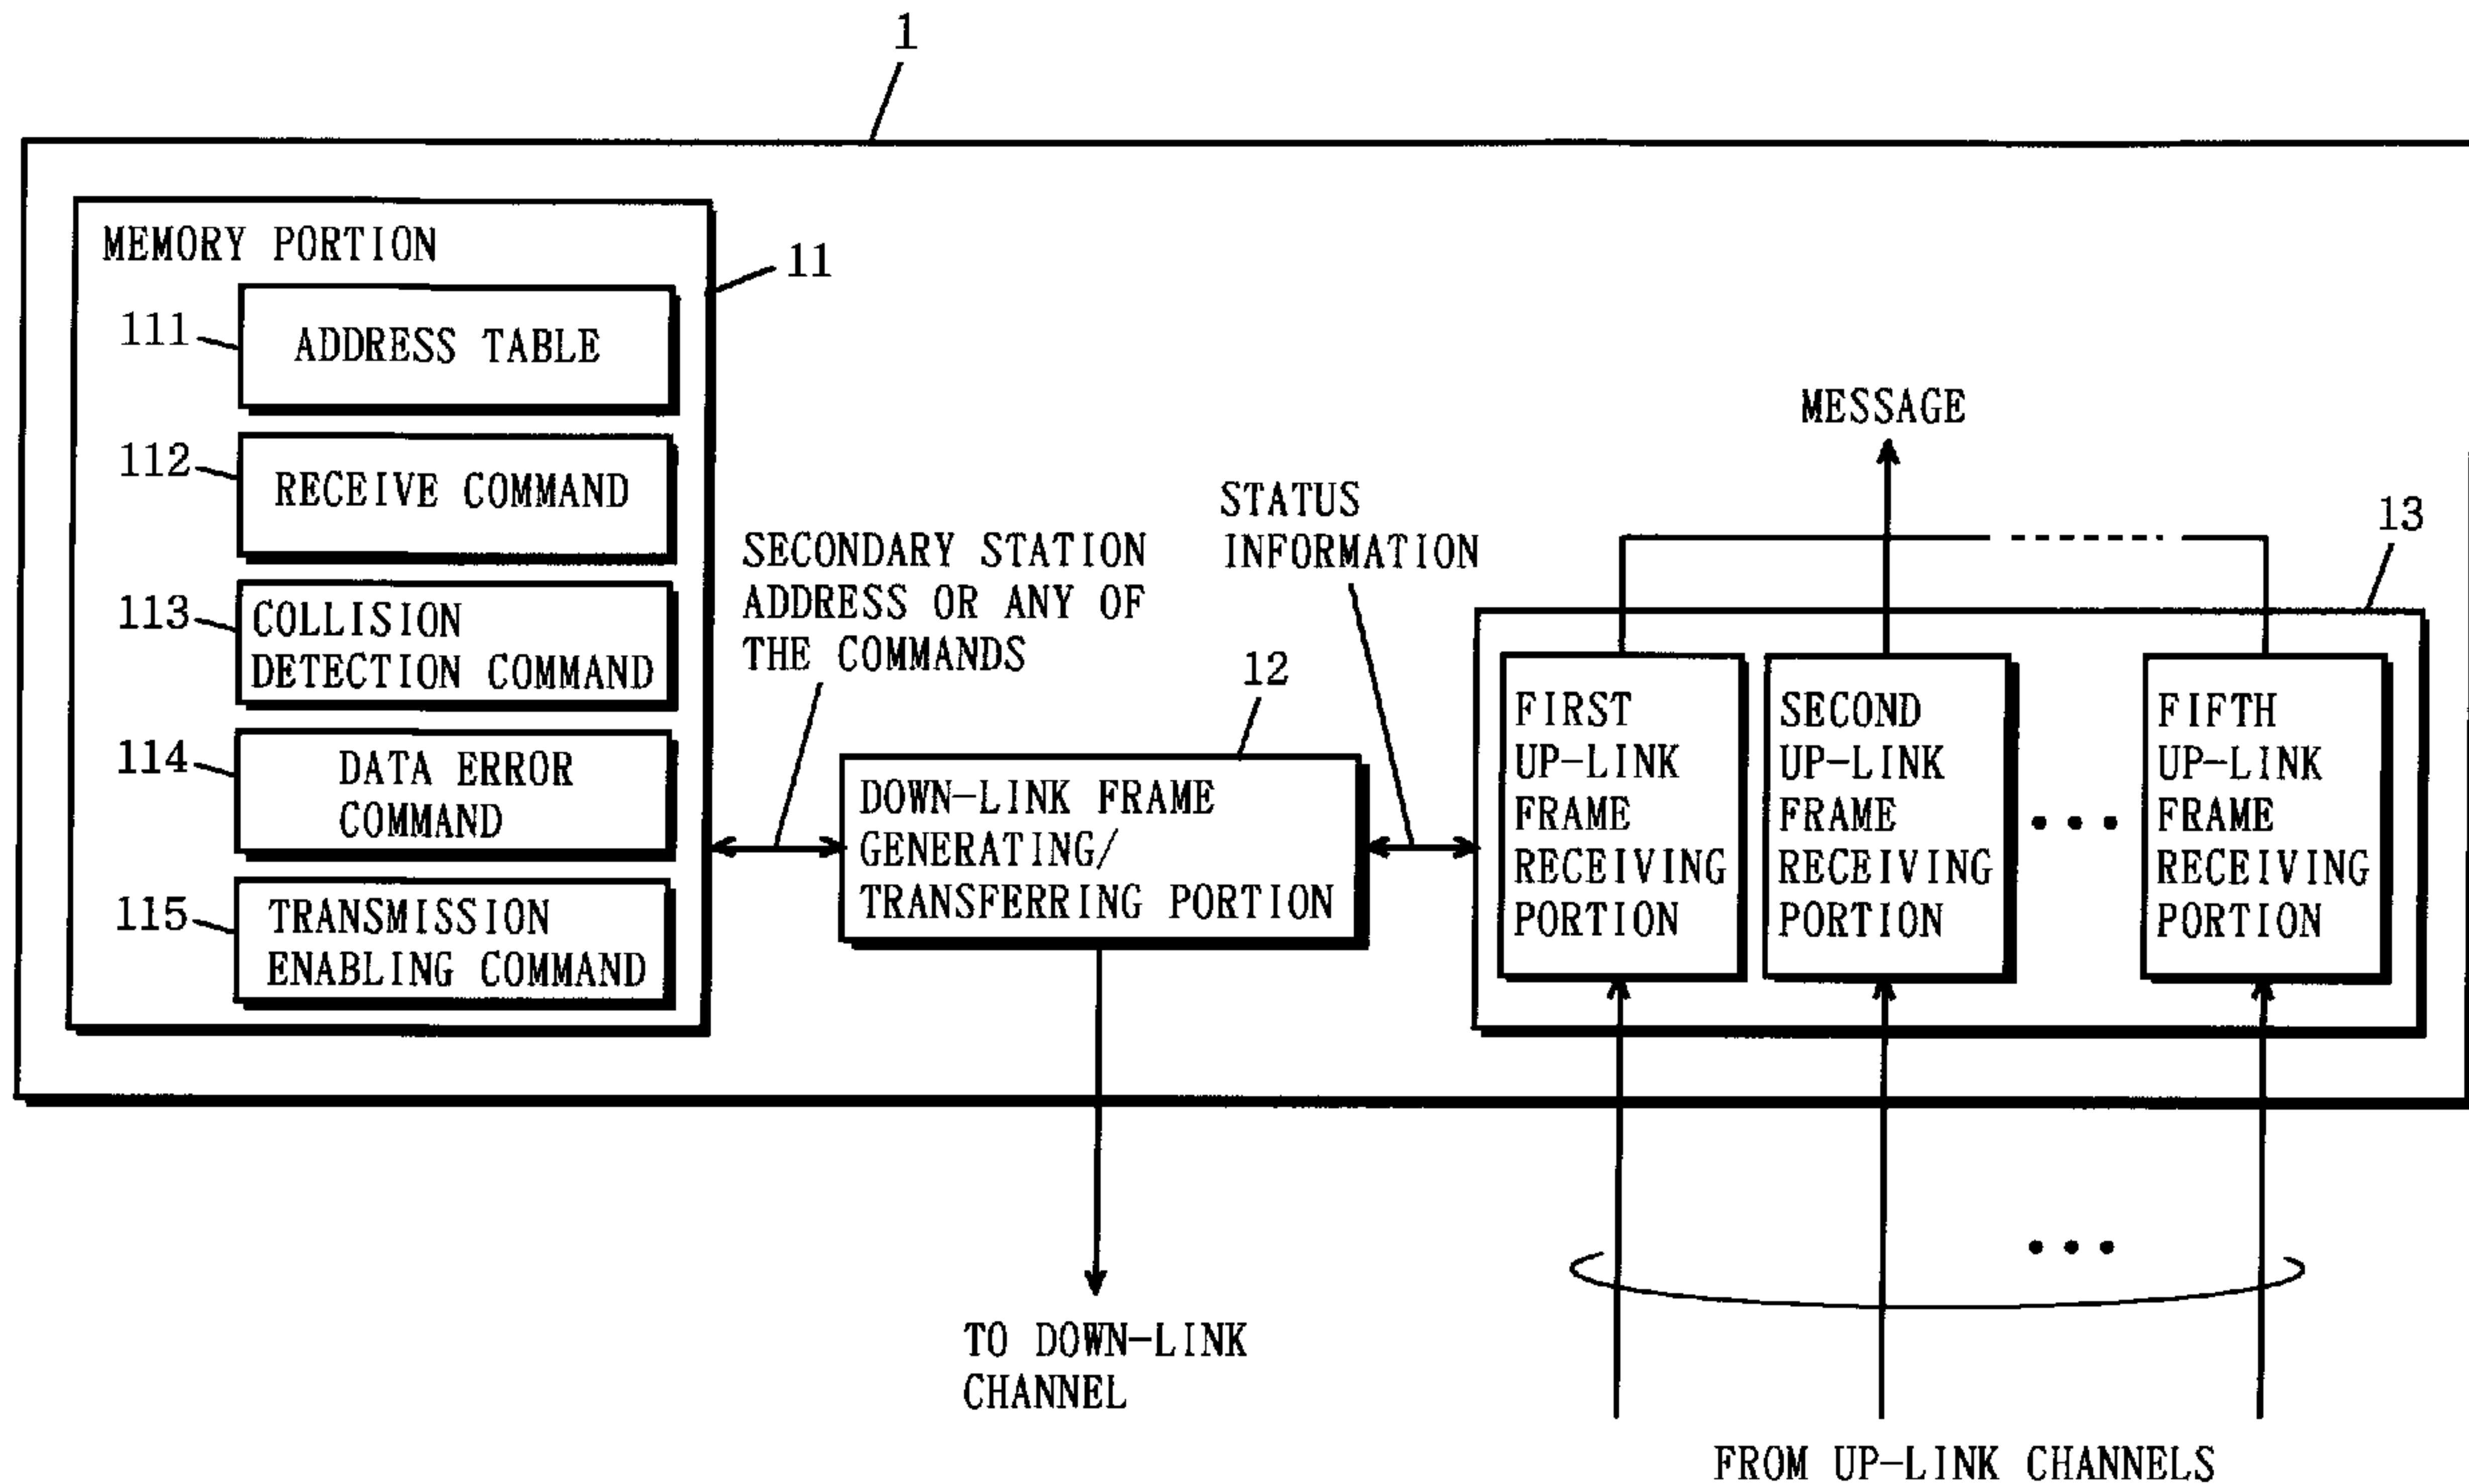 1
MEMORY PORTION
11
111
ADDRESS TABLE
112
RECEIVE COMMAND
113
COLLISION
DETECTION COMMAND
114
DATA ERROR
COMMAND
115
TRANSMISSION
ENABLING COMMAND
SECONDARY STATION
ADDRESS OR ANY OF
THE COMMANDS
12
DOWN-LINK FRAME
GENERATING/
TRANSFERRING PORTION
TO DOWN-LINK
CHANNEL
STATUS
INFORMATION
MESSAGE
13
FIRST
UP-LINK
FRAME
RECEIVING
PORTION
SECOND
UP-LINK
FRAME
RECEIVING
PORTION
•••
FIFTH
UP-LINK
FRAME
RECEIVING
PORTION
•••
FROM UP-LINK CHANNELS